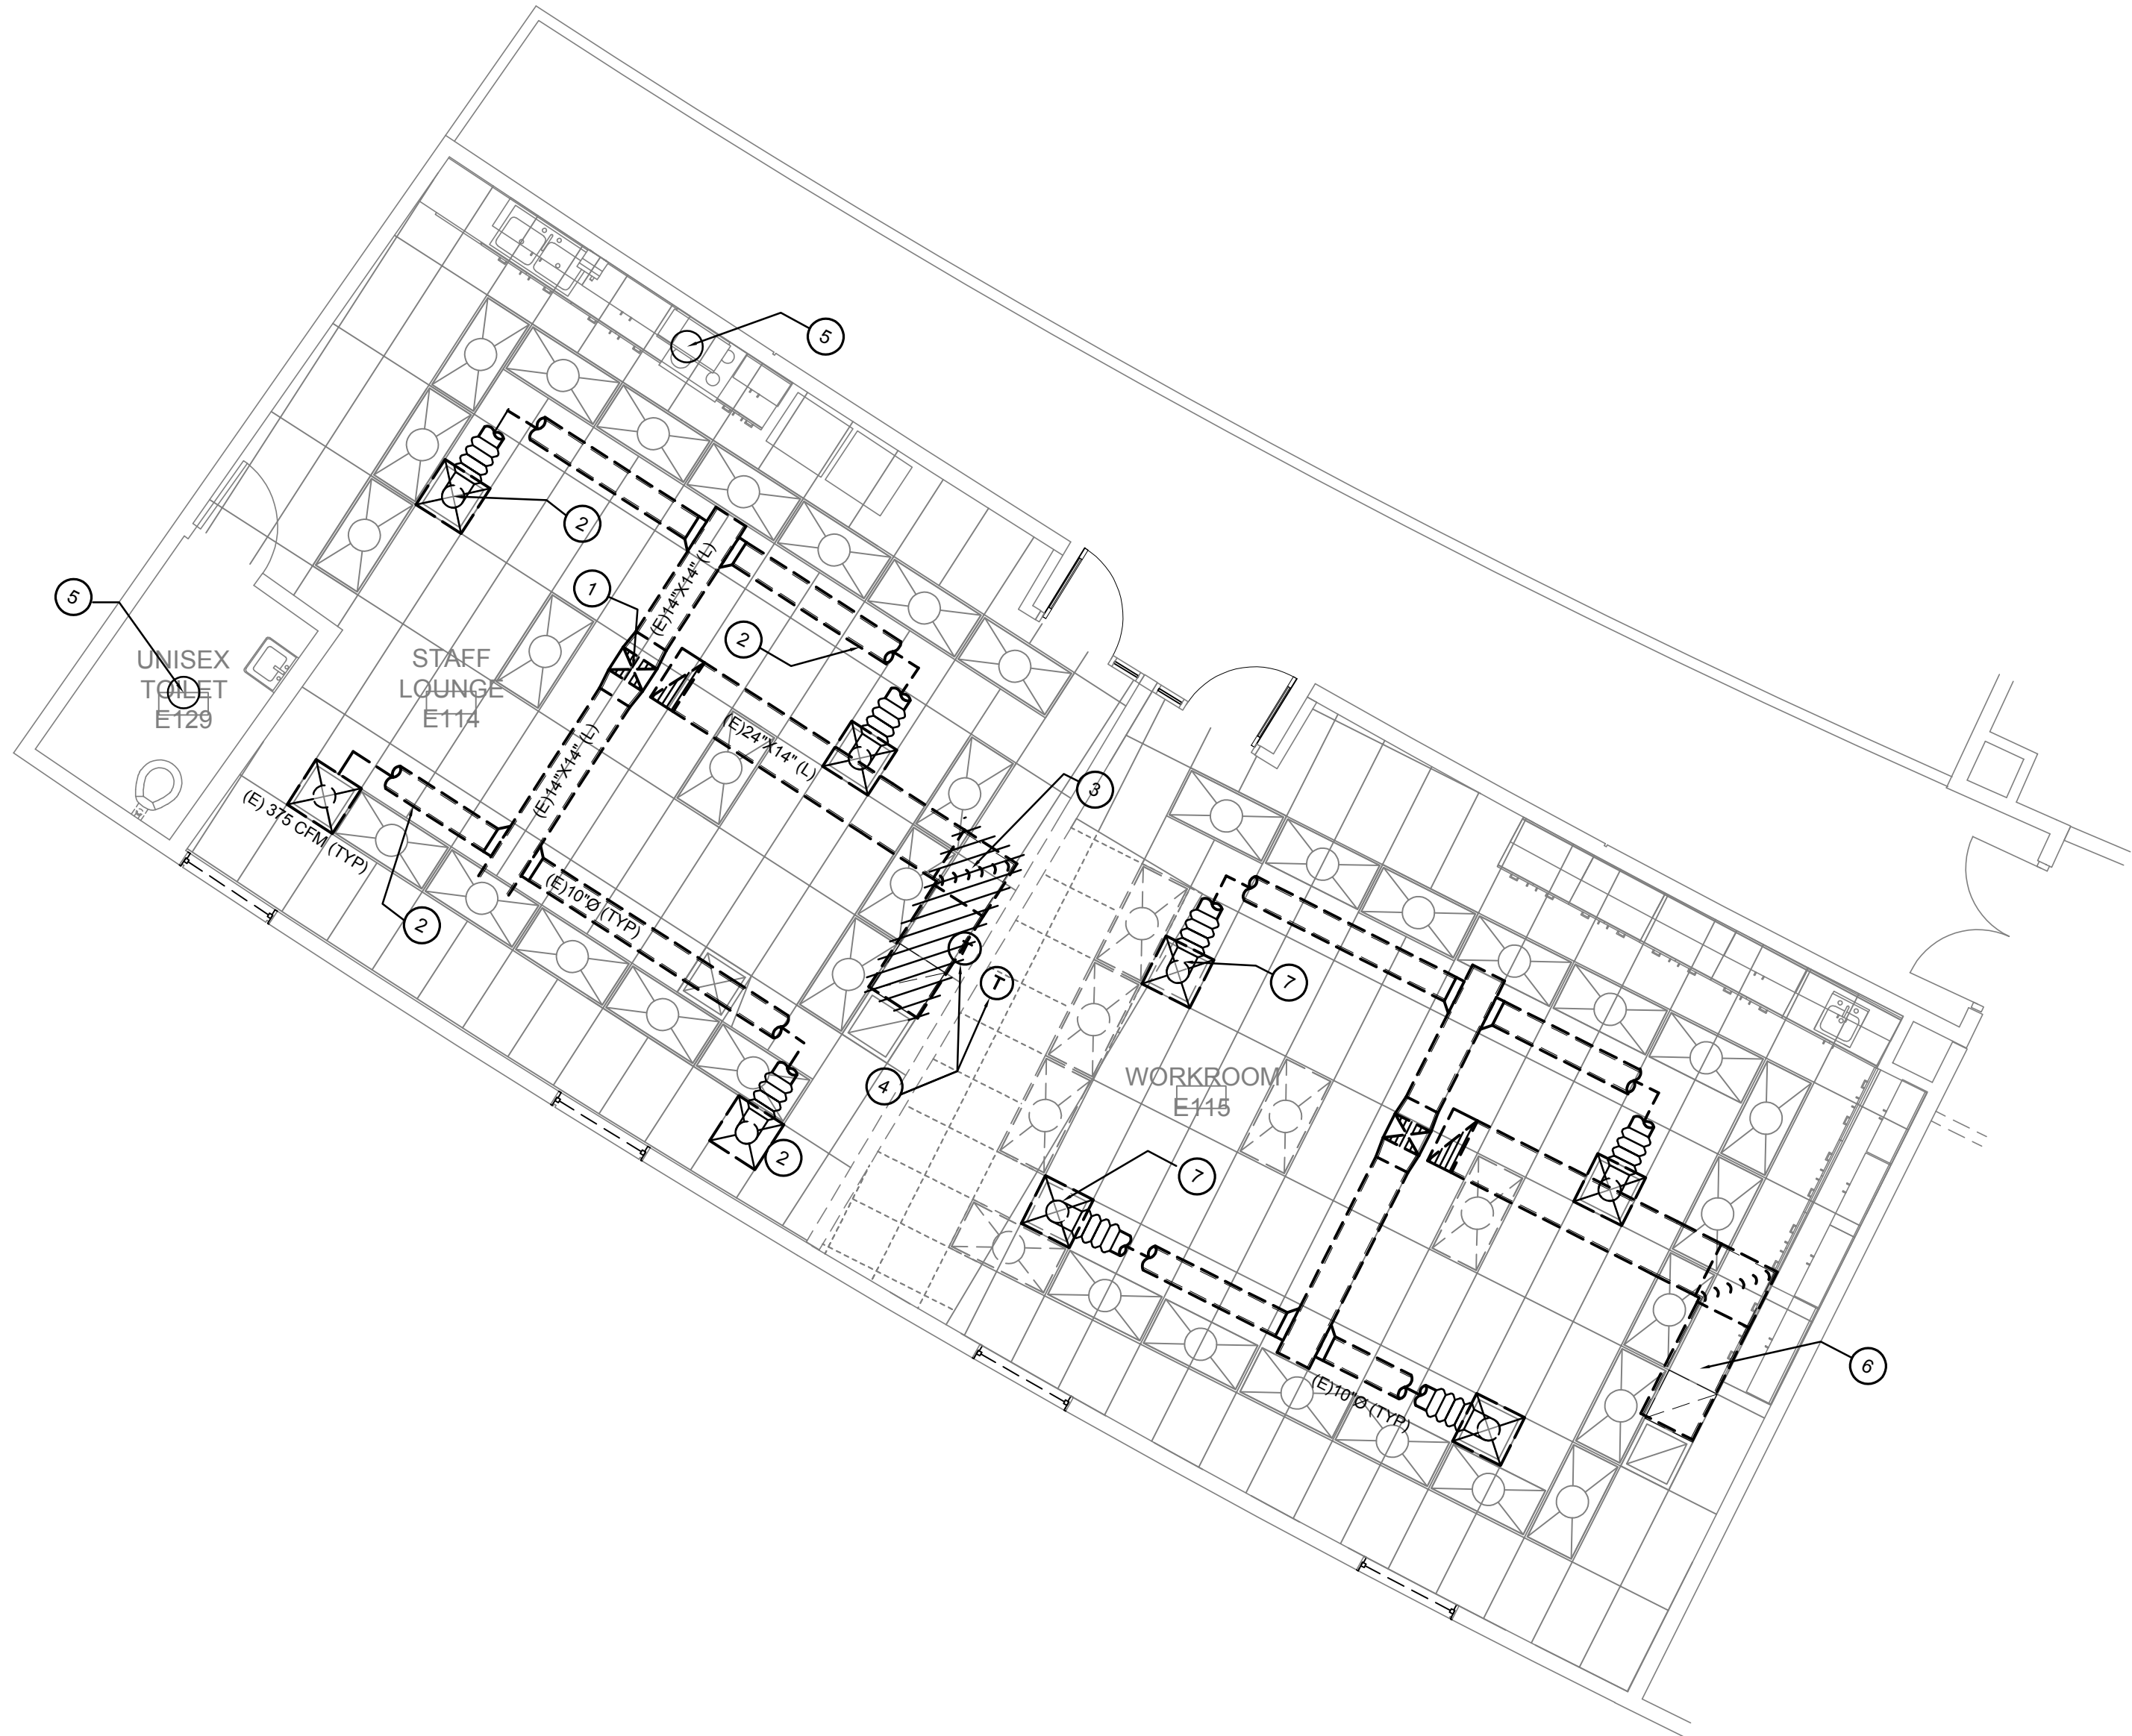 5
2
1
(E)14"X14" (L)
2
5
UNISEX
TOILET
E129
STAFF
LOUNGE
E114
(E)24"X14" (L)
(E)14"X14" (L)
3
(E) 375 CFM (TYP)
2
(E)10"Ø (TYP)
T
T
7
4
WORKROOM
E115
2
7
6
(E)10"Ø (TYP)